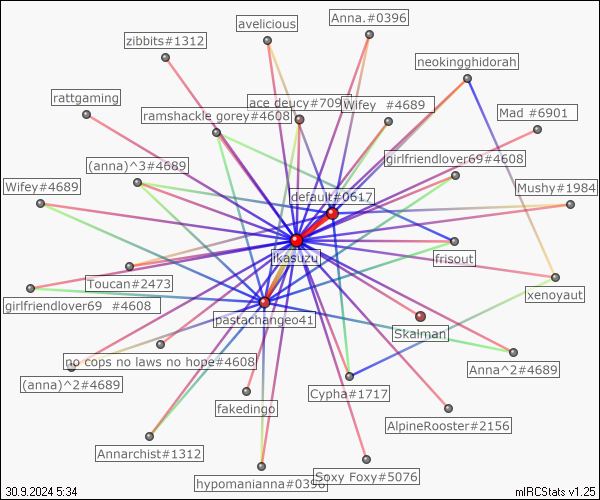 Anna.#0396
avelicious
zibbits#1312
neokingghidorah
rattgaming
ace deucy#709
Wifey  #4689
ramshackle gorey#4608
Mad #6901
(anna)^3#4689
girlfriendlover69#4608
Wifey#4689
default#0617
Mushy#1984
ikasuzu
frisout
Toucan#2473
xenoyaut
girlfriendlover69  #4608
pastachangeo41
Skalman
no cops no laws no hope#4608
(anna)^2#4689
Anna^2#4689
Cypha#1717
fakedingo
AlpineRooster#2156
Annarchist#1312
Soxy Foxy#5076
hypomanianna#0396
30.9.2024 5:34
mIRCStats v1.25